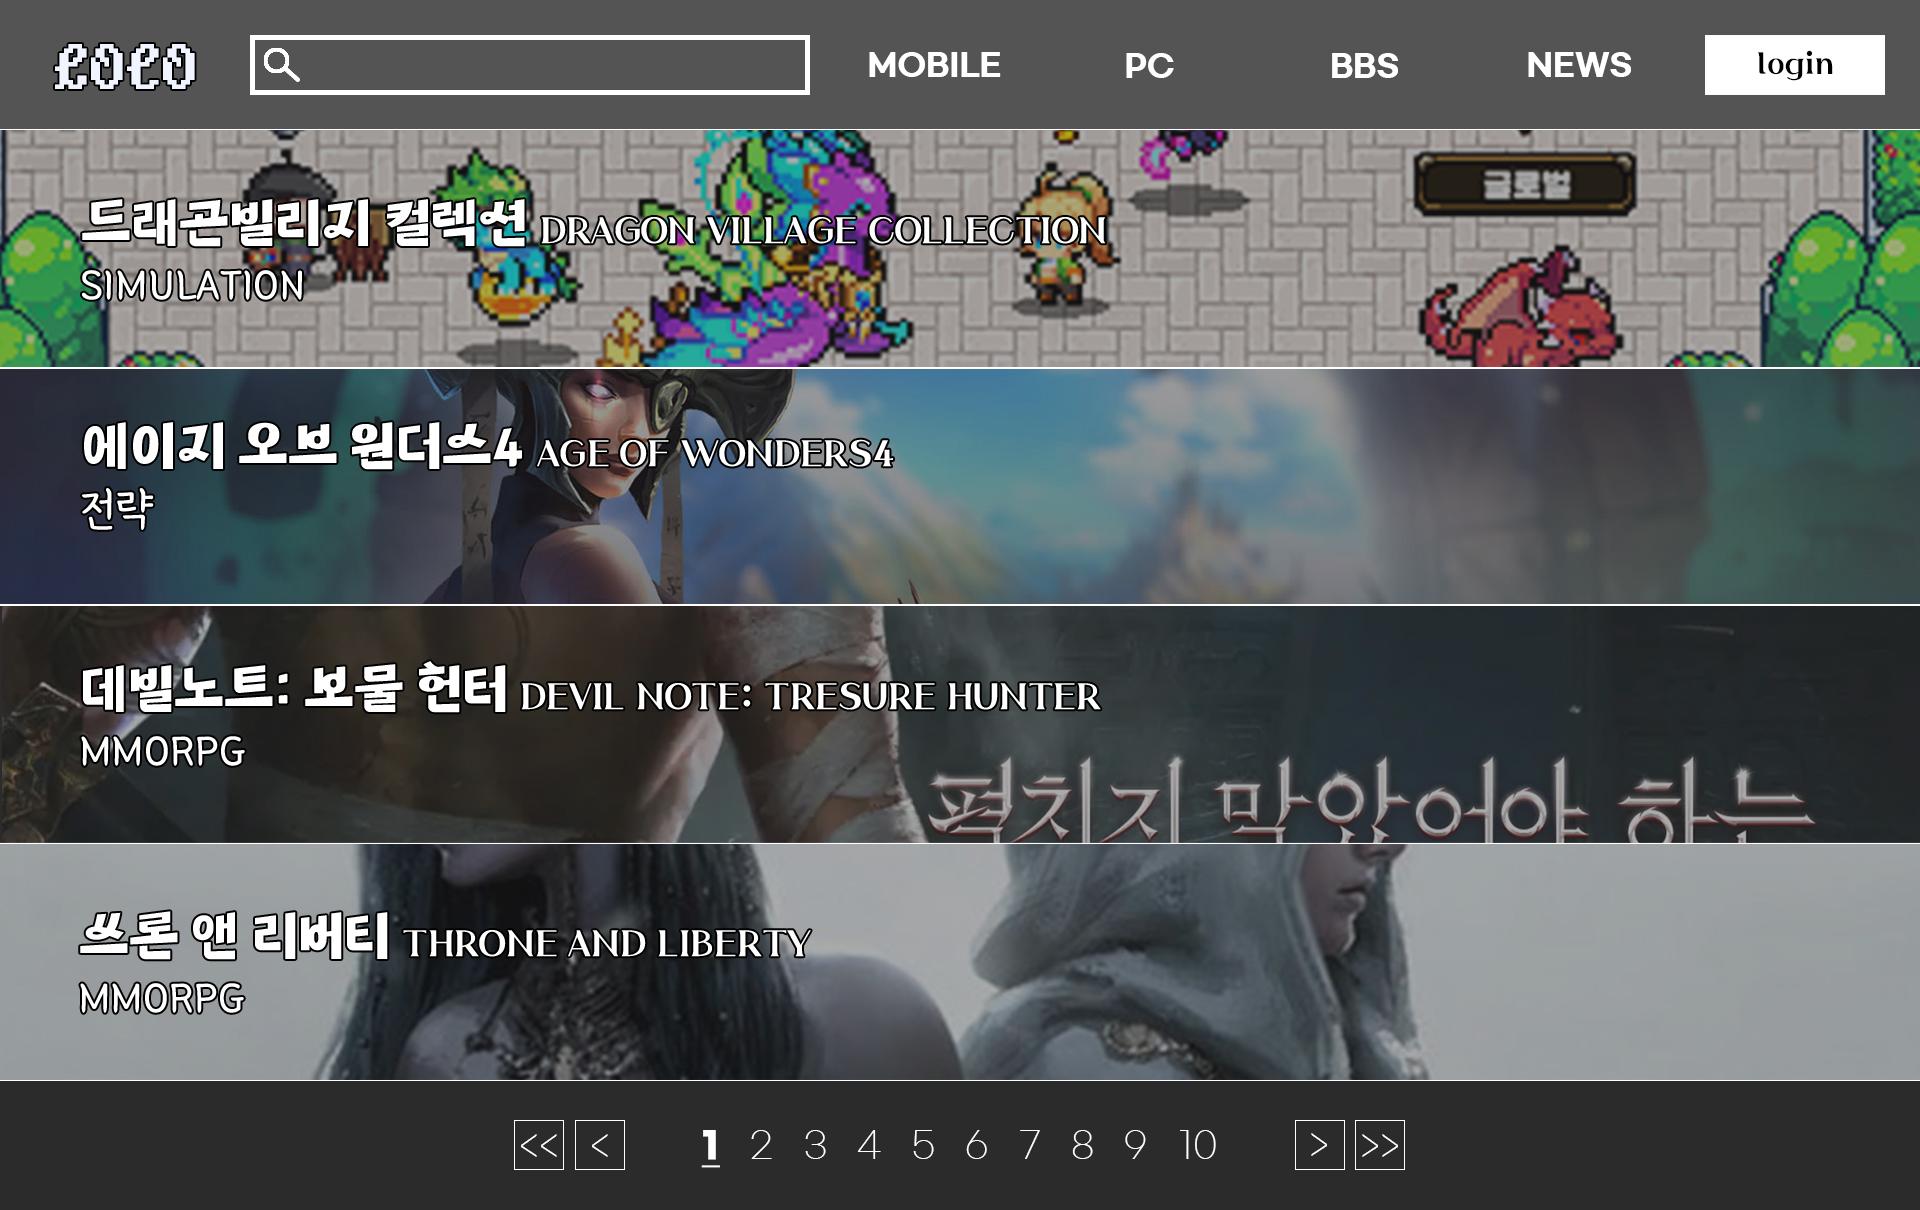 COCO
MOBILE
PC
BBS
NEWS
login
글로벌
드래곤빌리지 컬렉션 DRAGON VILLAGE COLLECTION
SIMULATION
에이지 오브 원더스4 AGE OF WONDERS4
전략
데빌노트: 보물 헌터 DEVIL NOTE: TRESURE HUNTER
MMORPG
펼치지 막았어야 하는
쓰론 앤 리버티 THRONE AND LIBERTY
MMORPG
<< < 1 2 3 4 5 6 7 8 9 10 > >>